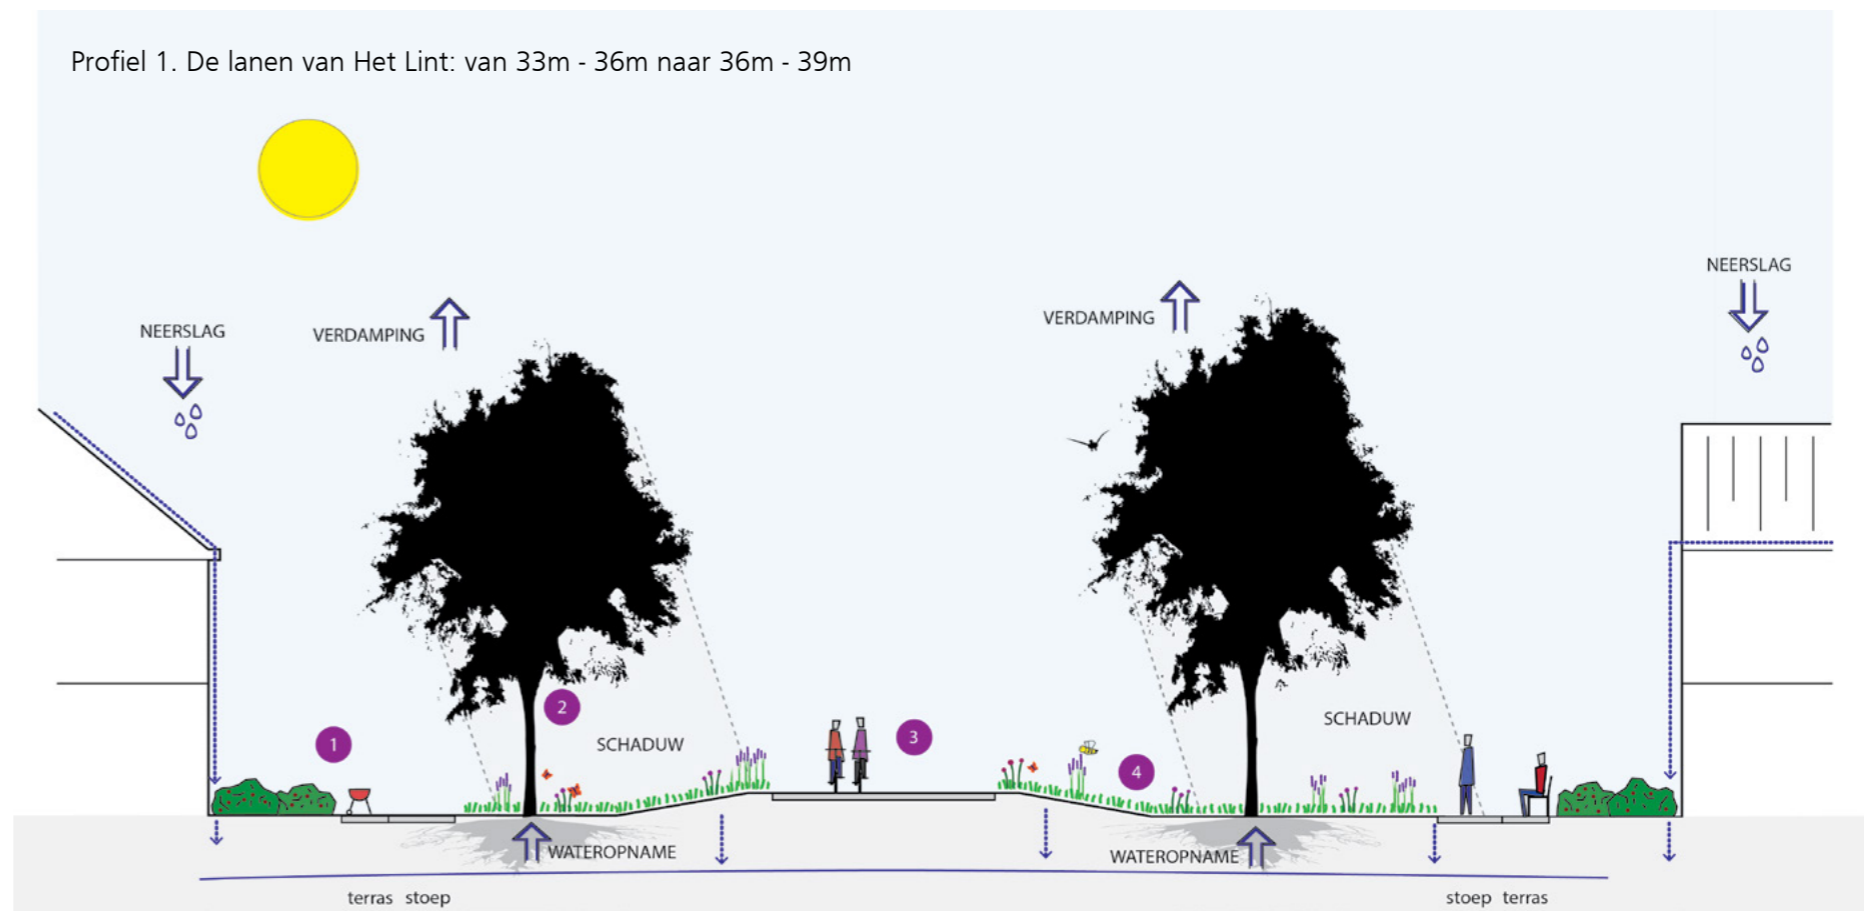 Profiel 1. De lanen van Het Lint: van 33m - 36m naar 36m - 39m
NEERSLAG
NEERSLAG
VERDAMPING
VERDAMPING
1
2
SCHADUW
3
4
SCHADUW
WATEROPNAME
WATEROPNAME
terras stoep
stoep terras